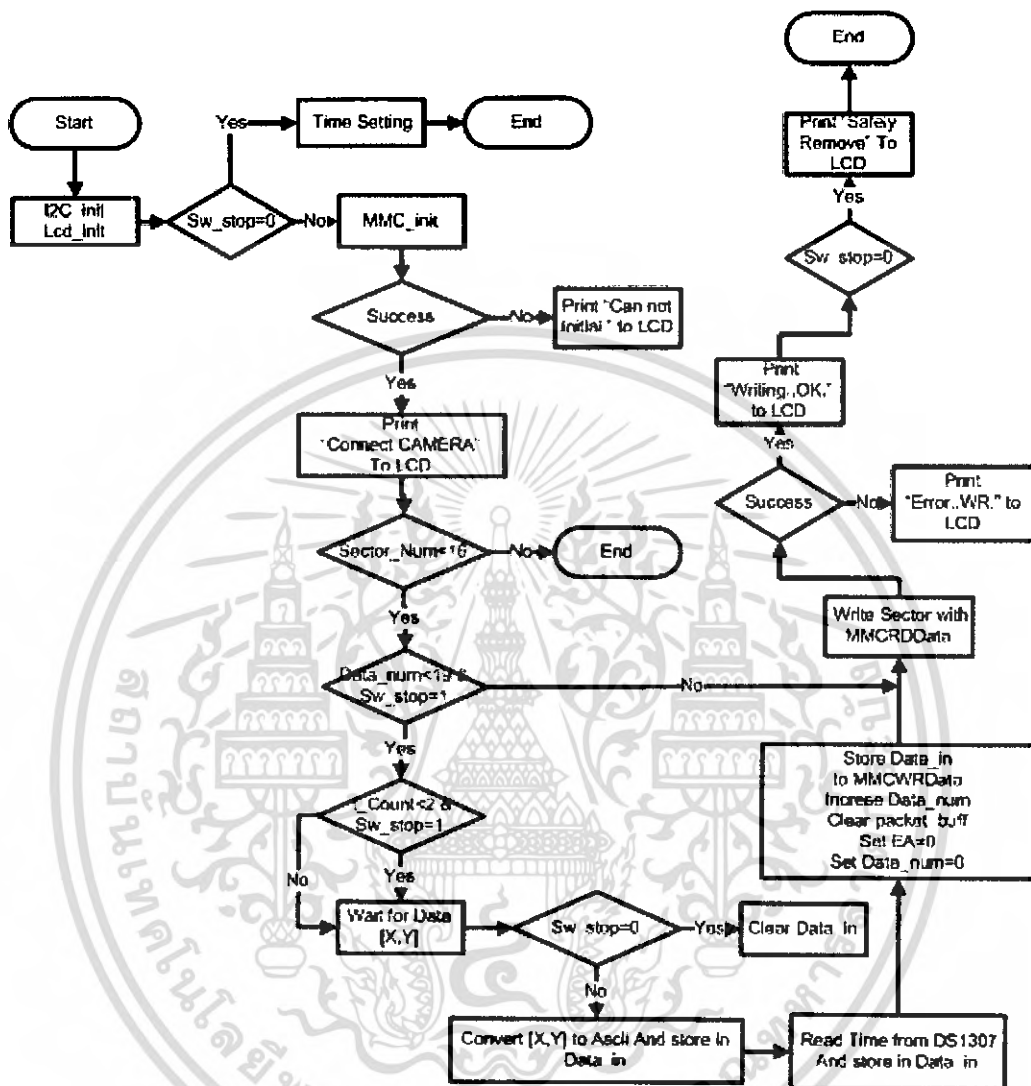 End
Start
Yes
Time Setting
End
Print "Safely
Remove" To
LCD
I2C_init
Lcd_init
Sw_stop=0
No
MMC_init
Yes
Sw_stop=0
Success
No
Print "Can not
initial." to LCD
Print
"Writing..OK."
to LCD
Yes
Print
"Connect CAMERA"
To LCD
Yes
Success
No
Print
"Error..WR." to
LCD
Sector_Num<16
No
End
Write Sector with
MMCRDData
Yes
Data_num<19 &
Sw_stop=1
No
Store Data_in
to MMCWRData
Increse Data_num
Clear packet_buff
Set EA=0
Set Data_num=0
Yes
_Count<2 &
Sw_stop=1
No
Yes
Wait for Data
[X,Y]
Sw_stop=0
Yes
Clear Data_in
No
Convert [X,Y] to Ascii And store in
Data_in
Read Time from DS1307
And store in Data_in